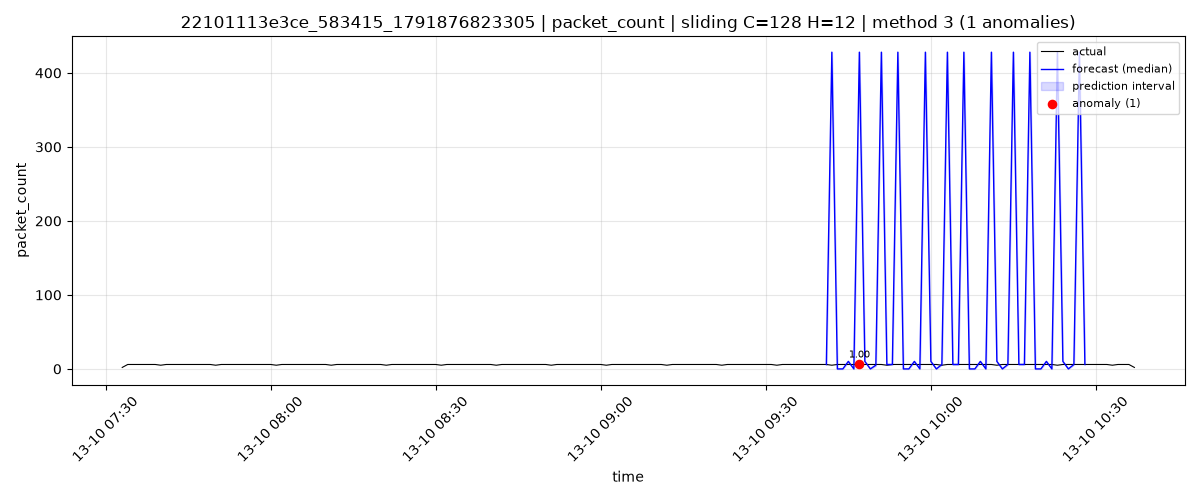 22101113e3ce_583415_1791876823305 | packet_count | sliding C=128 H=12 | method 3 (1 anomalies)
actual
forecast (median)
prediction interval
anomaly (1)
packet_count
400
300
200
100
0
1.00
13-10 07:30
13-10 08:00
13-10 08:30
13-10 09:00
13-10 09:30
13-10 10:00
13-10 10:30
time